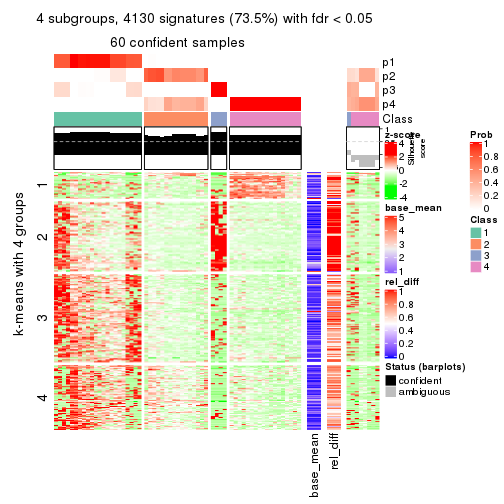 4 subgroups, 4130 signatures (73.5%) with fdr < 0.05
60 confident samples
p1
p2
p3
p4
Class
1
Silhouette
score
k-means with 4 groups
1
2
3
4
base_mean
rel_diff
z-score
4
2
0
-2
-4
base_mean
5
4
3
2
1
rel_diff
1
0.8
0.6
0.4
0.2
0
Status (barplots)
confident
ambiguous
Prob
1
0.8
0.6
0.4
0.2
0
Class
1
2
3
4